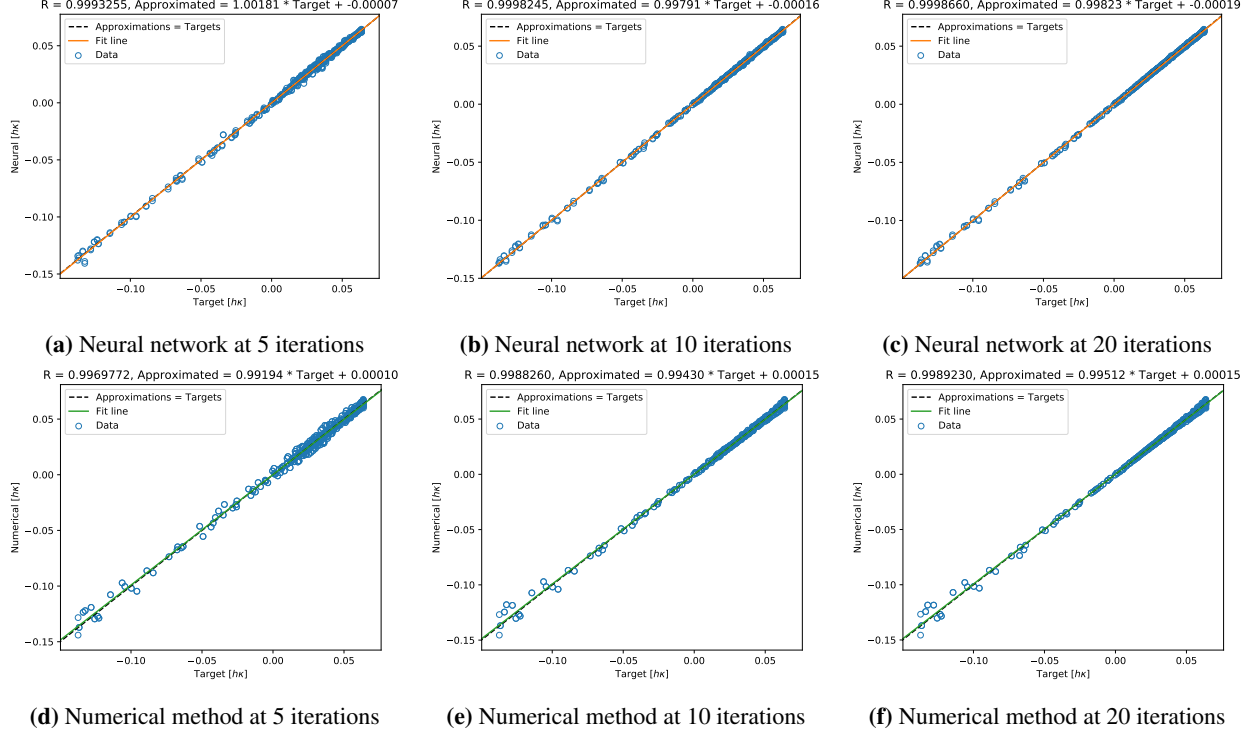 R = 0.9993255, Approximated = 1.00181 * Target + -0.00007
Approximations = Targets
Fit line
Data
0.05
0.00
−0.05
−0.10
−0.15
Neural [hκ]
−0.10
−0.05
0.00
0.05
Target [hκ]
(a) Neural network at 5 iterations
R = 0.9998245, Approximated = 0.99791 * Target + -0.00016
Approximations = Targets
Fit line
Data
0.05
0.00
−0.05
−0.10
−0.15
Neural [hκ]
−0.10
−0.05
0.00
0.05
Target [hκ]
(b) Neural network at 10 iterations
R = 0.9998660, Approximated = 0.99823 * Target + -0.00019
Approximations = Targets
Fit line
Data
0.05
0.00
−0.05
−0.10
Neural [hκ]
−0.10
−0.05
0.00
0.05
Target [hκ]
(c) Neural network at 20 iterations
R = 0.9969772, Approximated = 0.99194 * Target + 0.00010
Approximations = Targets
Fit line
Data
0.05
0.00
−0.05
−0.10
−0.15
Numerical [hκ]
−0.10
−0.05
0.00
0.05
Target [hκ]
(d) Numerical method at 5 iterations
R = 0.9988260, Approximated = 0.99430 * Target + 0.00015
Approximations = Targets
Fit line
Data
0.05
0.00
−0.05
−0.10
−0.15
Numerical [hκ]
−0.10
−0.05
0.00
0.05
Target [hκ]
(e) Numerical method at 10 iterations
R = 0.9989230, Approximated = 0.99512 * Target + 0.00015
Approximations = Targets
Fit line
Data
0.05
0.00
−0.05
−0.10
−0.15
Numerical [hκ]
−0.10
−0.05
0.00
0.05
Target [hκ]
(f) Numerical method at 20 iterations